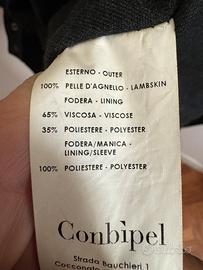 ESTERNO - OUTER
100% PELLE D'AGNELLO - LAMBSKIN
FODERA - LINING
65% VISCOSA - VISCOSE
35% POLIESTERE - POLYESTER
FODERA/MANICA -
LINING/SLEEVE
100% POLIESTERE - POLYESTER
Conbipel
Strada Bauchieri 1